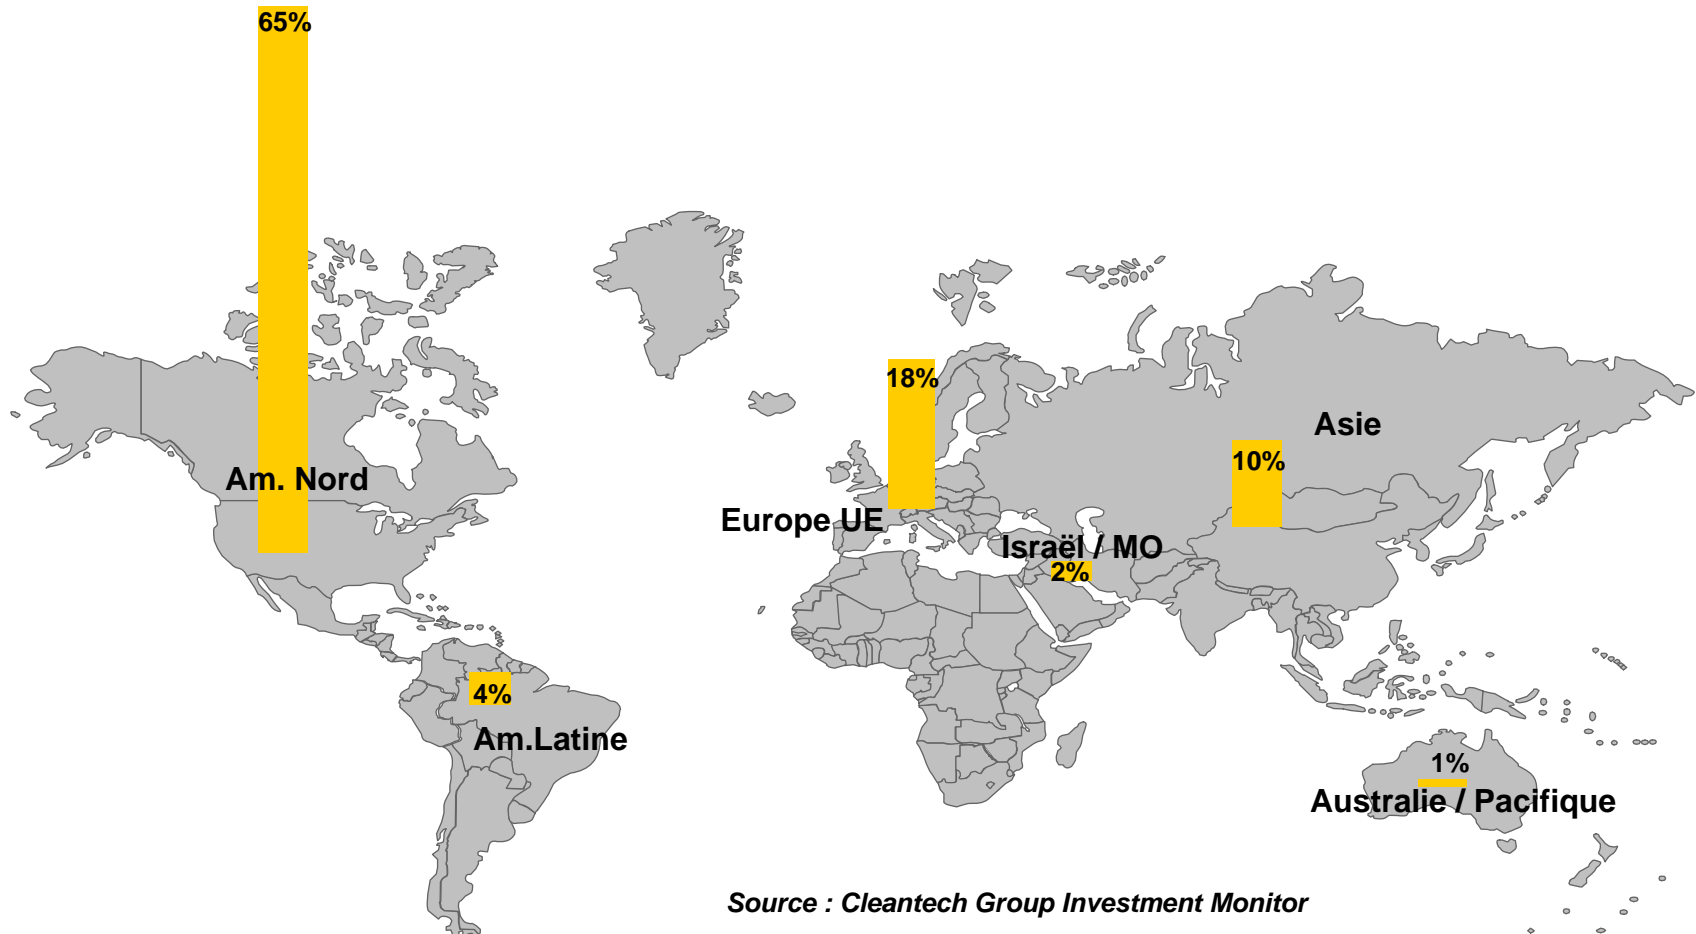 65%
18%
Asie
10%
Am. Nord
Europe UE
Israël / MO
2%
4%
Am.Latine
1%
Australie / Pacifique
Source : Cleantech Group Investment Monitor